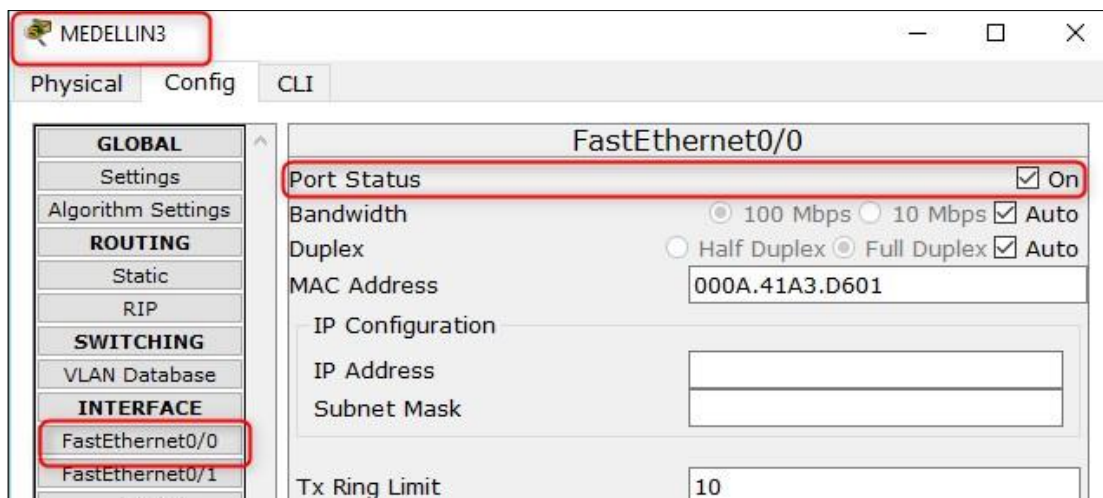 MEDELLIN3
Physical Config CLI
GLOBAL
Settings
Algorithm Settings
ROUTING
Static
RIP
SWITCHING
VLAN Database
INTERFACE
FastEthernet0/0
FastEthernet0/1
FastEthernet0/0
Port Status On
Bandwidth 100 Mbps 10 Mbps Auto
Duplex Half Duplex Full Duplex Auto
MAC Address 000A.41A3.D601
IP Configuration
IP Address
Subnet Mask
Tx Ring Limit 10